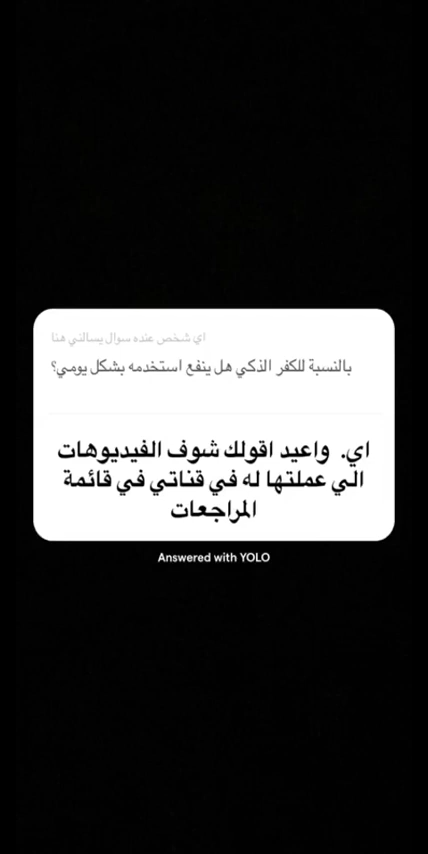 اي شخص عنده سوال يسالني هنا
بالنسبة للكفر الذكي هل ينفع استخدمه بشكل يومي؟
اي. واعيد اقولك شوف الفيديوهات
الي عملتها له في قناتي في قائمة
المراجعات
Answered with YOLO